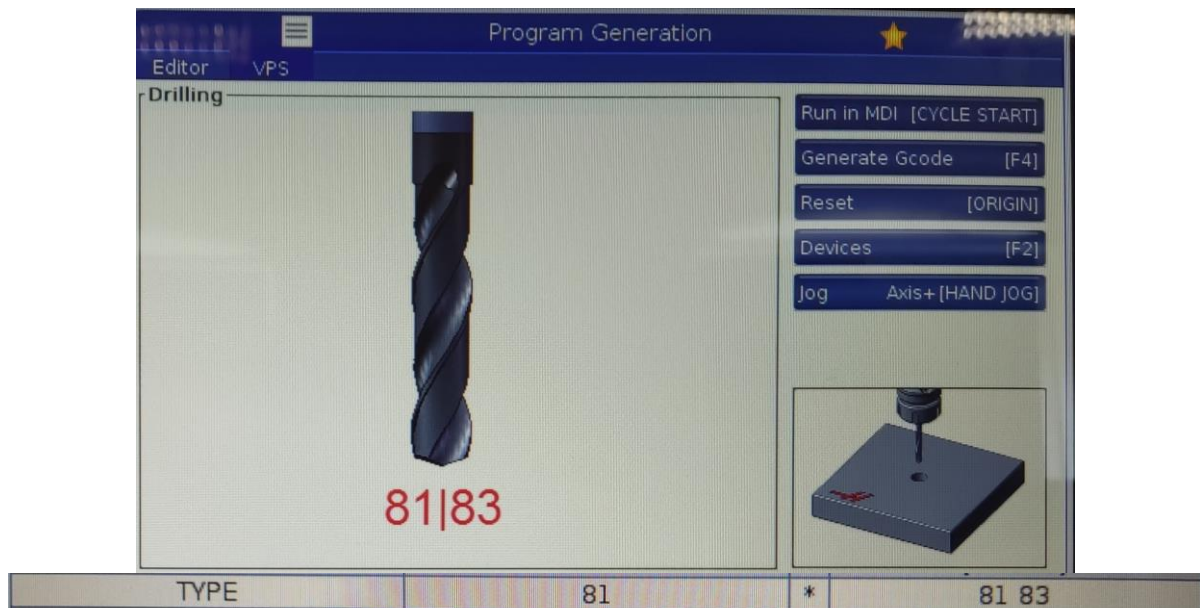 Program Generation
Editor VPS
Drilling
Run in MDI [CYCLE START]
Generate Gcode [F4]
Reset [ORIGIN]
Devices [F2]
Jog Axis+[HAND JOG]
81|83
TYPE 81 * 81 83